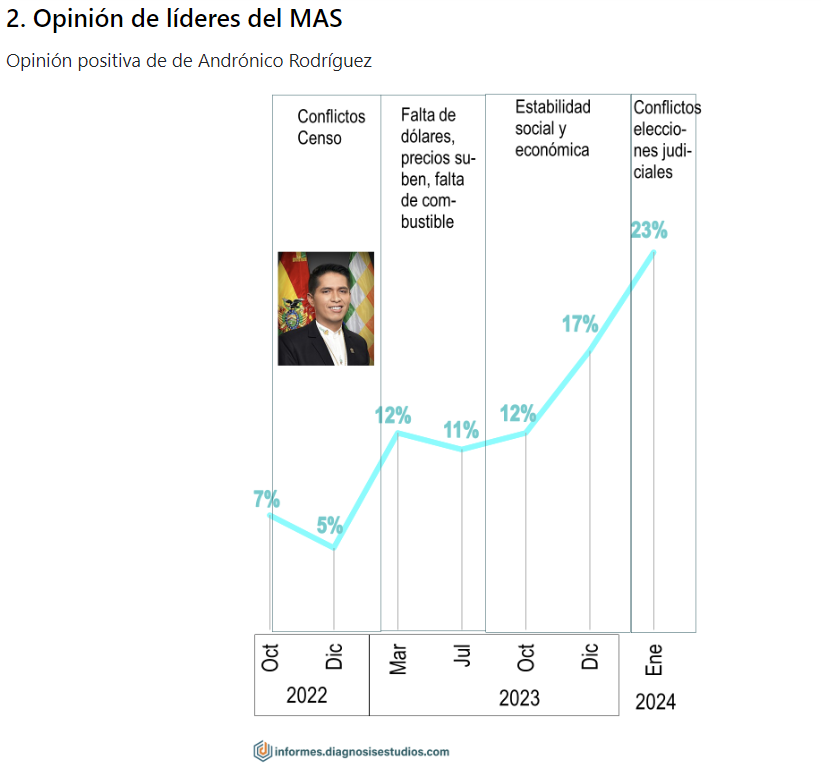 2. Opinión de líderes del MAS
Opinión positiva de de Andrónico Rodríguez
Conflictos
Censo
Falta de
dólares,
precios su-
ben, falta
de com-
bustible
Estabilidad
social y
económica
Conflictos
eleccio-
nes judi-
ciales
7%
5%
12%
11%
12%
17%
23%
Oct
Dic
Mar
Jul
Oct
Dic
Ene
2022
2023
2024
informes.diagnosisestudios.com